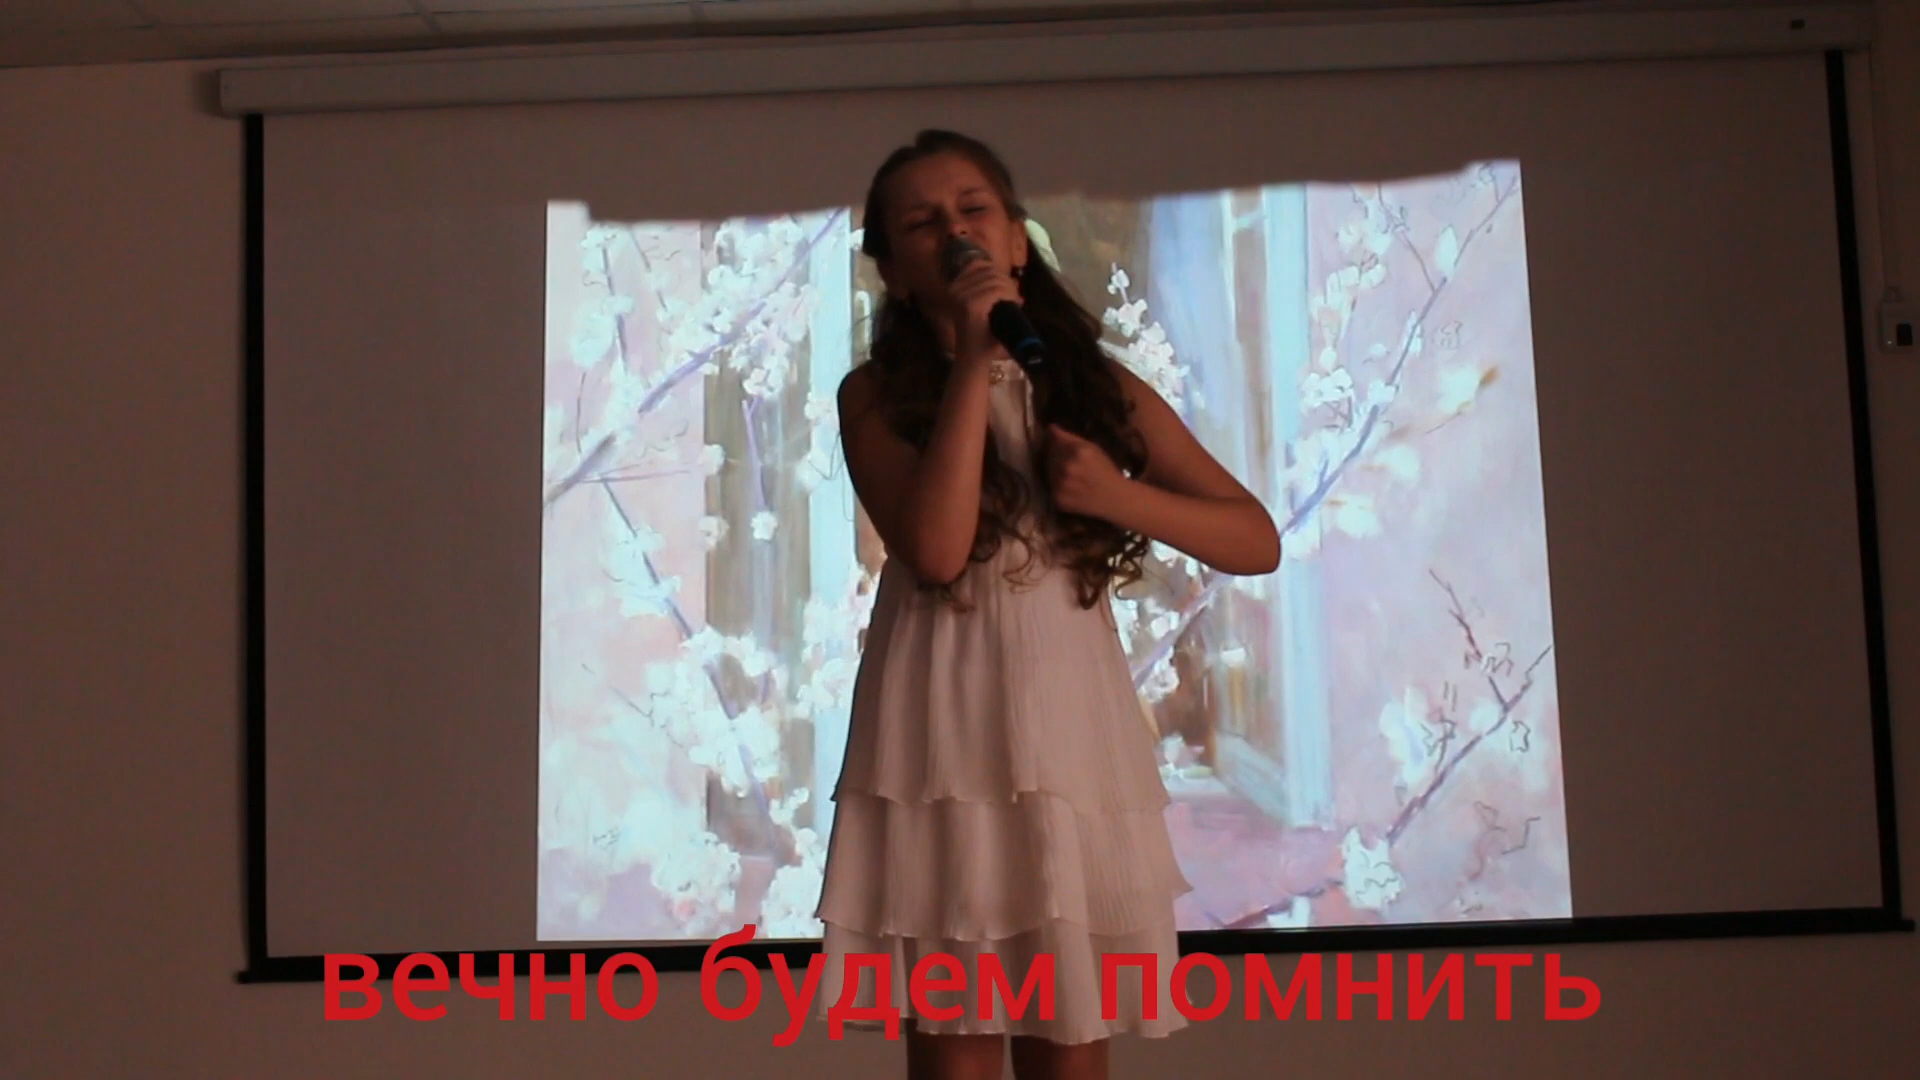 вечно будем помнить